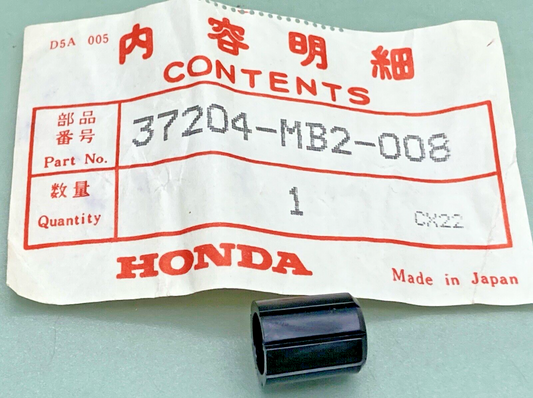 D5A 005
内容明細
CONTENTS
部品番号
Part No.
37204-MB2-008
数量
Quantity
1
CX22
HONDA
Made in Japan